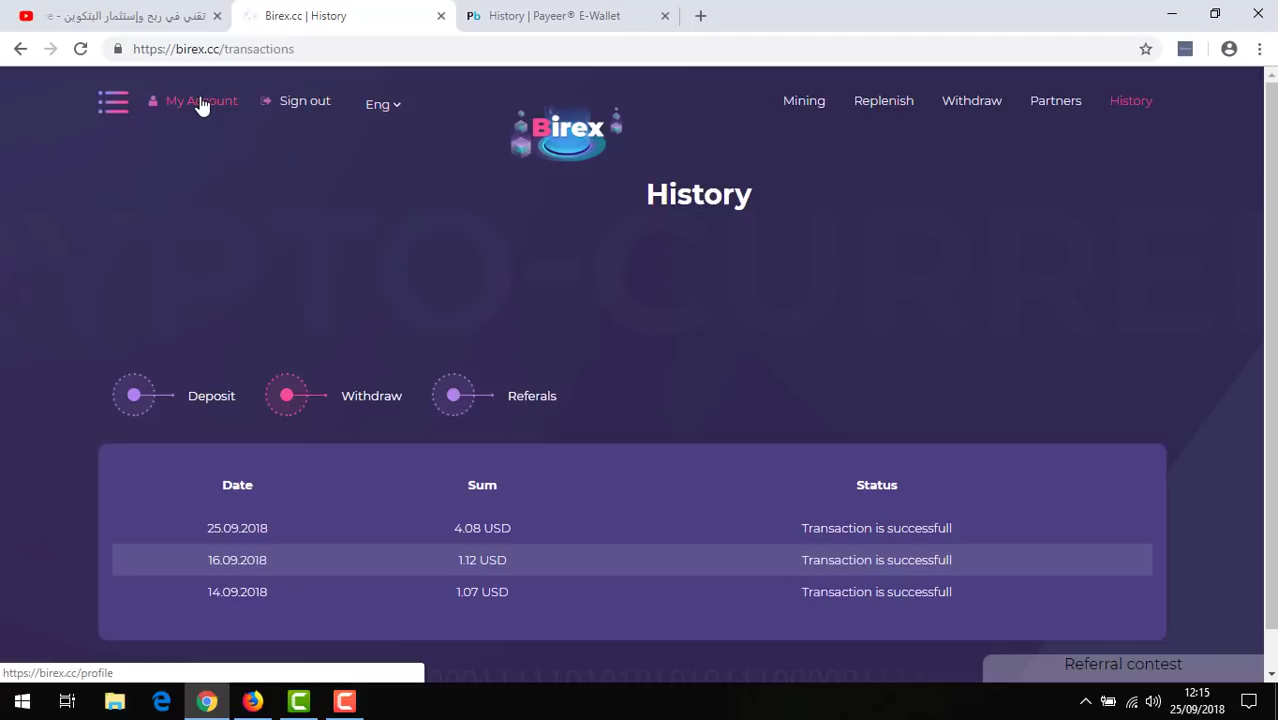 تقني في ربح وإستثمار البتكوين - e
Birex.cc | History
History | Payeer® E-Wallet
https://birex.cc/transactions
My Account
Sign out
Eng
Birex
Mining
Replenish
Withdraw
Partners
History
History
CRYPTO-CURREN
Deposit
Withdraw
Referals
Date Sum Status
25.09.2018 4.08 USD Transaction is successfull
16.09.2018 1.12 USD Transaction is successfull
14.09.2018 1.07 USD Transaction is successfull
https://birex.cc/profile
Referral contest
12:15
25/09/2018